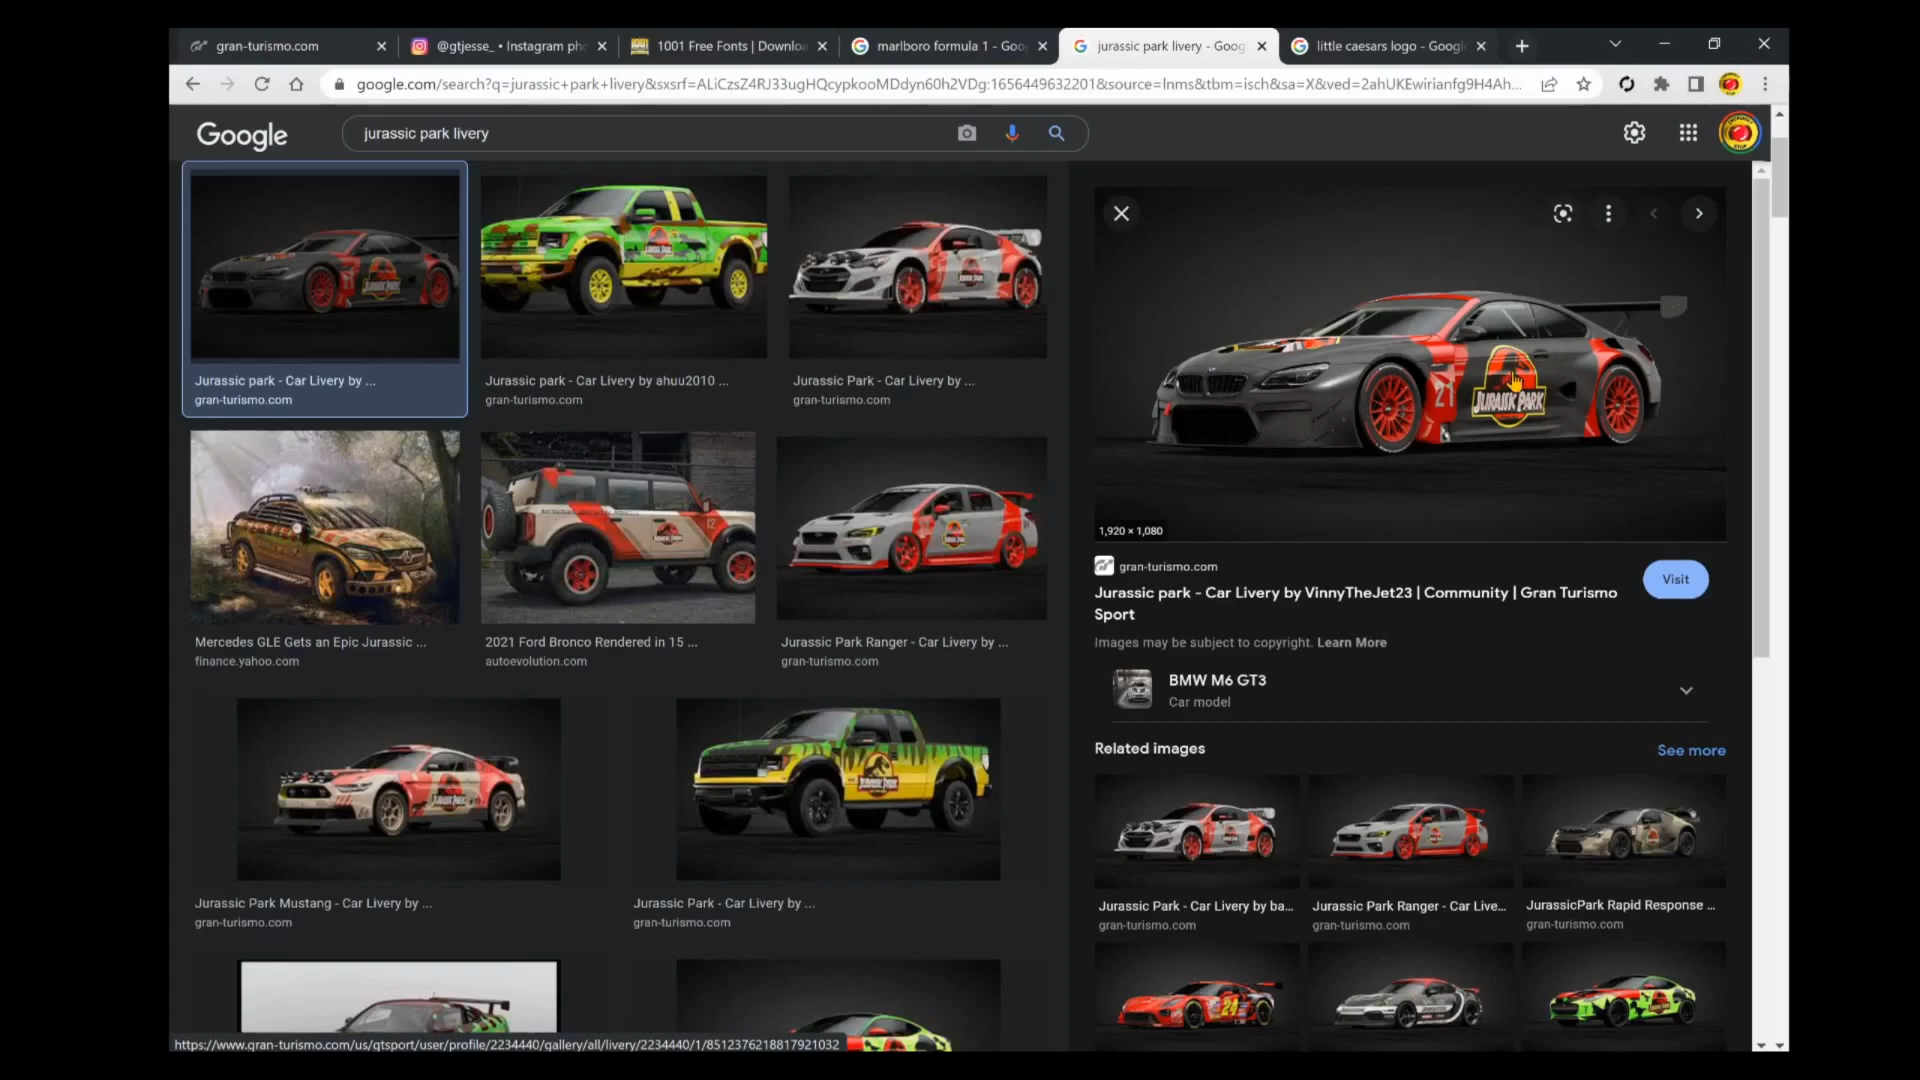 gran-turismo.com
@gtjesse_ • Instagram pho
1001 Free Fonts | Downloa
marlboro formula 1 - Goo
jurassic park livery - Goog
little caesars logo - Googl
google.com/search?q=jurassic+park+livery&sxsrf=ALiCzsZ4RJ33ugHQcypkooMDdyn60h2VDg:1656449632201&source=lnms&tbm=isch&sa=X&ved=2ahUKEwirianfg9H4Ah...
Google
jurassic park livery
Jurassic park - Car Livery by ...
gran-turismo.com
Jurassic park - Car Livery by ahuu2010 ...
gran-turismo.com
Jurassic Park - Car Livery by ...
gran-turismo.com
21
JURASSIC PARK
1,920 × 1,080
gran-turismo.com
Visit
Jurassic park - Car Livery by VinnyTheJet23 | Community | Gran Turismo
Sport
Images may be subject to copyright. Learn More
Mercedes GLE Gets an Epic Jurassic ...
finance.yahoo.com
2021 Ford Bronco Rendered in 15 ...
autoevolution.com
Jurassic Park Ranger - Car Livery by ...
gran-turismo.com
BMW M6 GT3
Car model
Related images
See more
Jurassic Park Mustang - Car Livery by ...
gran-turismo.com
Jurassic Park - Car Livery by ...
gran-turismo.com
Jurassic Park - Car Livery by ba...
gran-turismo.com
Jurassic Park Ranger - Car Live...
gran-turismo.com
JurassicPark Rapid Response ...
gran-turismo.com
24
https://www.gran-turismo.com/us/gtsport/user/profile/2234440/gallery/all/livery/2234440/1/8512376218817921032